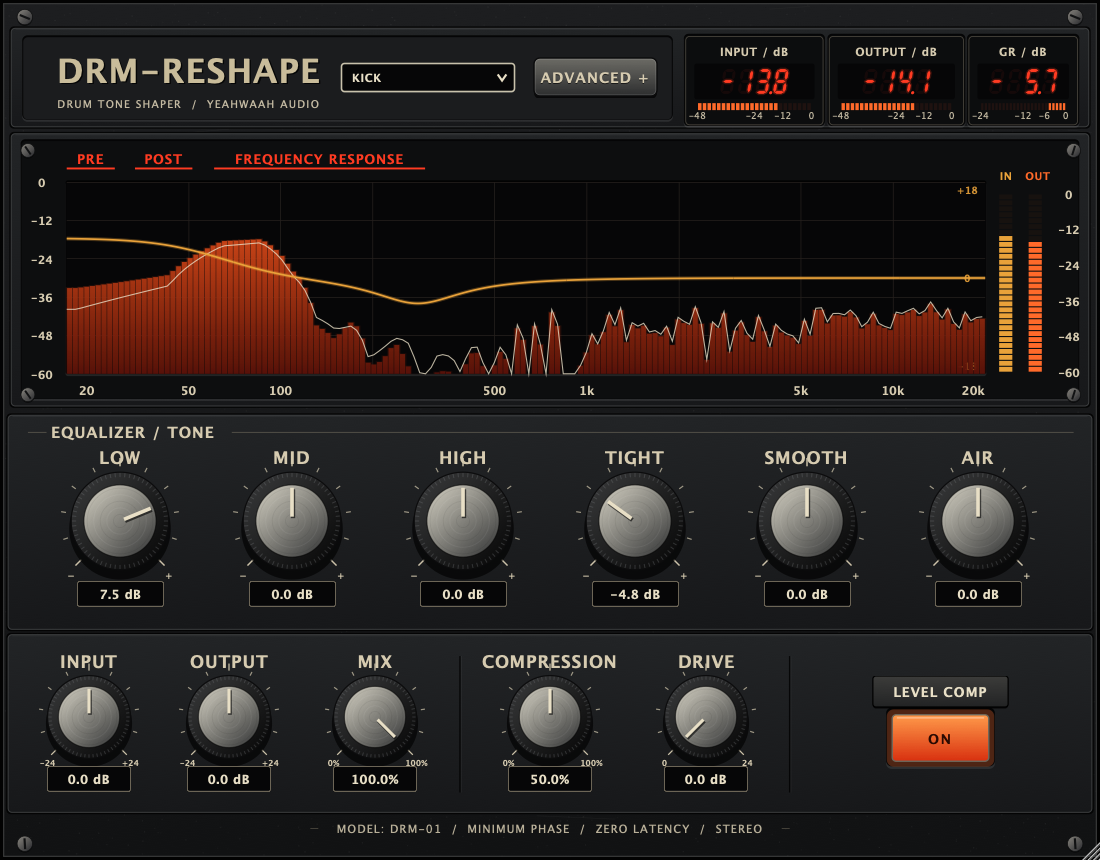 DRM-RESHAPE
DRUM TONE SHAPER / YEAHWAAH AUDIO
KICK
ADVANCED +
INPUT / dB
-13.8
-48 -24 -12 0
OUTPUT / dB
-14.1
-48 -24 -12 0
GR / dB
- 5.7
-24 -12 -6 0
PRE POST FREQUENCY RESPONSE
IN OUT
0
-12
-24
-36
-48
-60
+18
0
-18
0
-12
-24
-36
-48
-60
20 50 100 500 1k 5k 10k 20k
EQUALIZER / TONE
LOW MID HIGH TIGHT SMOOTH AIR
- + - + - + - + - + - +
7.5 dB 0.0 dB 0.0 dB -4.8 dB 0.0 dB 0.0 dB
INPUT OUTPUT MIX COMPRESSION DRIVE
-24 +24 -24 +24 0% 100% 0% 100% 0 24
0.0 dB 0.0 dB 100.0% 50.0% 0.0 dB
LEVEL COMP
ON
MODEL: DRM-01 / MINIMUM PHASE / ZERO LATENCY / STEREO